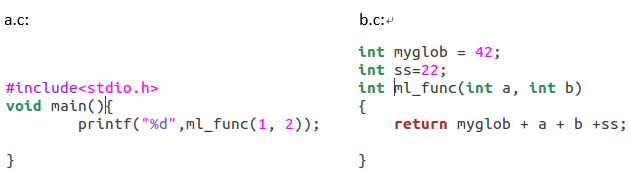 a.c:
#include<stdio.h>
void main(){
        printf("%d",ml_func(1, 2));
}
b.c:↵
int myglob = 42;
int ss=22;
int ml_func(int a, int b)
{
    return myglob + a + b +ss;
}